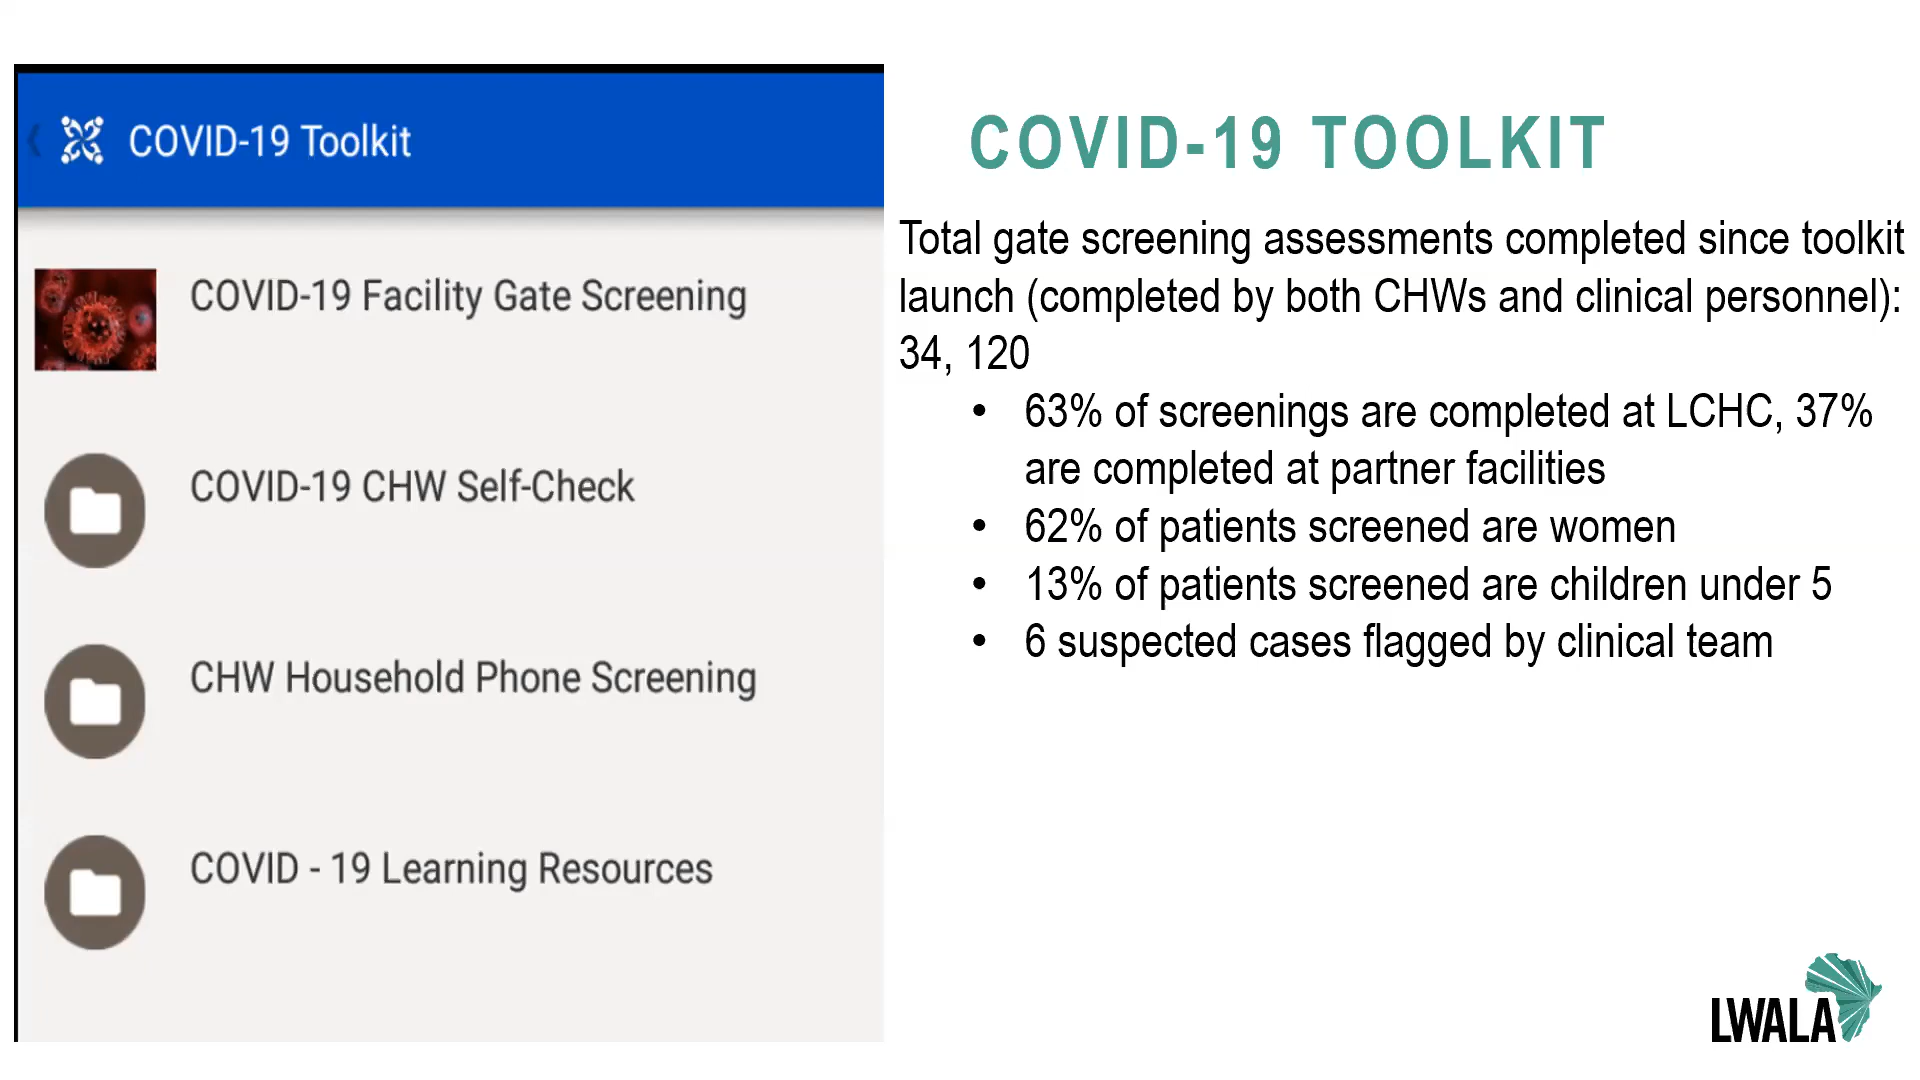 COVID-19 Toolkit
COVID-19 Facility Gate Screening
COVID-19 CHW Self-Check
CHW Household Phone Screening
COVID - 19 Learning Resources
COVID-19 TOOLKIT
Total gate screening assessments completed since toolkit
launch (completed by both CHWs and clinical personnel):
34, 120
• 63% of screenings are completed at LCHC, 37%
are completed at partner facilities
• 62% of patients screened are women
• 13% of patients screened are children under 5
• 6 suspected cases flagged by clinical team
LWALA